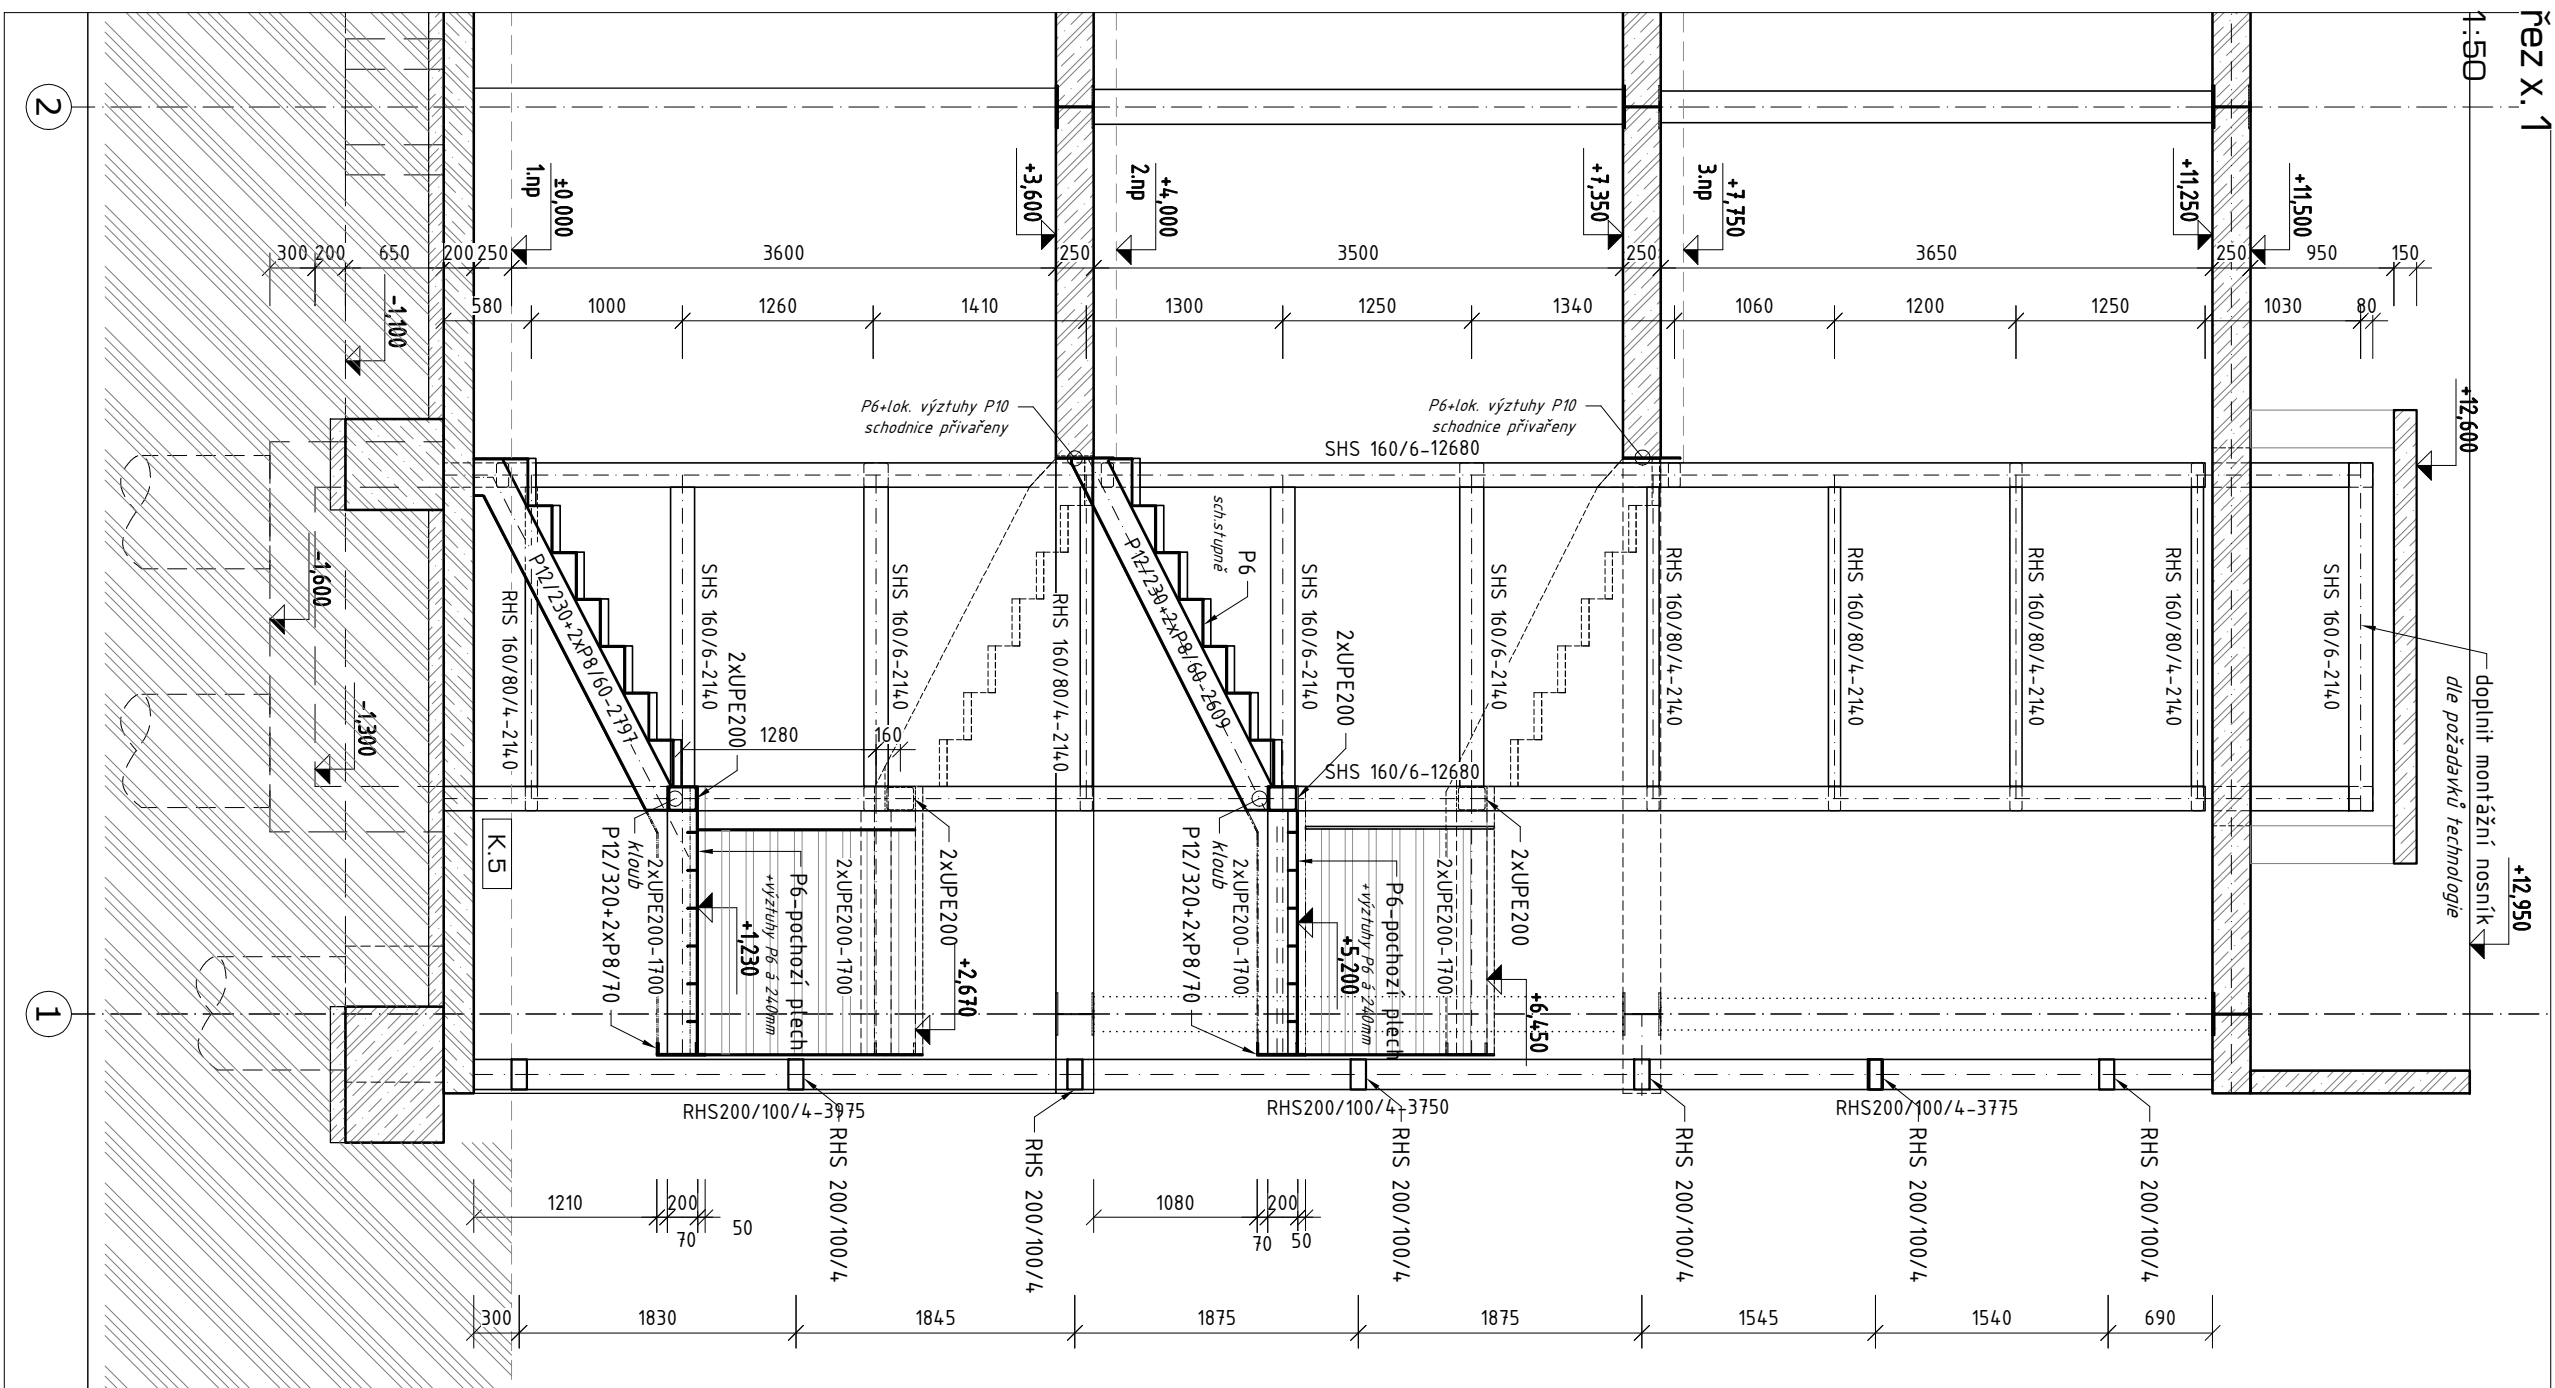 řez x. 1
1:50
2
1
±0,000
1.np
+3,600
+4,000
2.np
+7,350
+7,750
3.np
+11,250
+11,500
-1,100
-1,600
-1,300
+12,600
+12,950
300 200 650 200 250 3600 250 3500 250 3650 250 950 150
580 1000 1260 1410 1300 1250 1340 1060 1200 1250 1030 80
P6+lok. výztuhy P10
schodnice přivařeny
P6+lok. výztuhy P10
schodnice přivařeny
SHS 160/6-12680
SHS 160/6-12680
P12/230+2xP8/60-2797
P12/230+2xP8/60-2609
P6
sch.stupně
RHS 160/80/4-2140
SHS 160/6-2140
SHS 160/6-2140
RHS 160/80/4-2140
SHS 160/6-2140
SHS 160/6-2140
RHS 160/80/4-2140
RHS 160/80/4-2140
RHS 160/80/4-2140
RHS 160/80/4-2140
SHS 160/6-2140
doplnit montážní nosník
dle požadavků technologie
2xUPE200
2xUPE200
1280 160
K.5
kloub
P12/320+2xP8/70
2xUPE200-1700
P6-pochozí plech
+výztuhy P6 á 240mm
+1,230
2xUPE200-1700
2xUPE200
+2,670
kloub
P12/320+2xP8/70
2xUPE200-1700
P6-pochozí plech
+výztuhy P6 á 240mm
+5,200
2xUPE200-1700
2xUPE200
+6,450
RHS200/100/4-3975
RHS200/100/4-3750
RHS200/100/4-3775
RHS 200/100/4
RHS 200/100/4
RHS 200/100/4
RHS 200/100/4
RHS 200/100/4
RHS 200/100/4
1210 200
70
50
1080 200
70 50
300 1830 1845 1875 1875 1545 1540 690